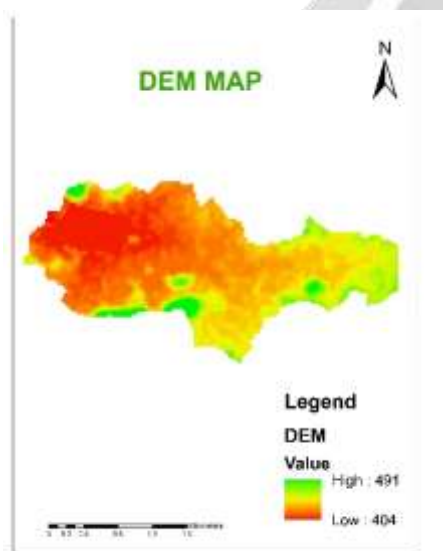 N
DEM MAP
Legend
DEM
Value
High : 491
Low : 404